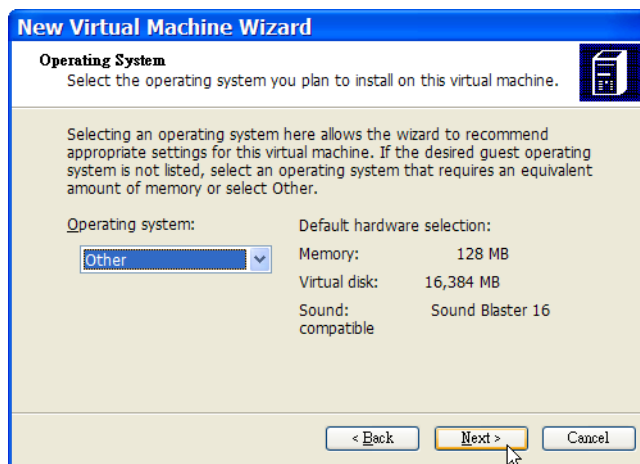 New Virtual Machine Wizard
Operating System
Select the operating system you plan to install on this virtual machine.
Selecting an operating system here allows the wizard to recommend
appropriate settings for this virtual machine. If the desired guest operating
system is not listed, select an operating system that requires an equivalent
amount of memory or select Other.
Operating system:
Other
Default hardware selection:
Memory: 128 MB
Virtual disk: 16,384 MB
Sound: Sound Blaster 16
compatible
< Back Next > Cancel